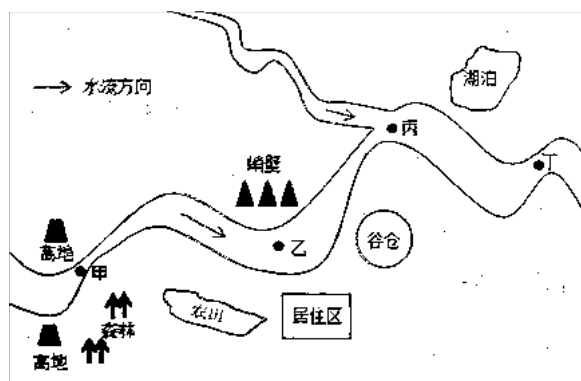 水流方向
湖泊
丙
丁
峭壁
乙
谷仓
高地
甲
森林
农田
居住区
高地